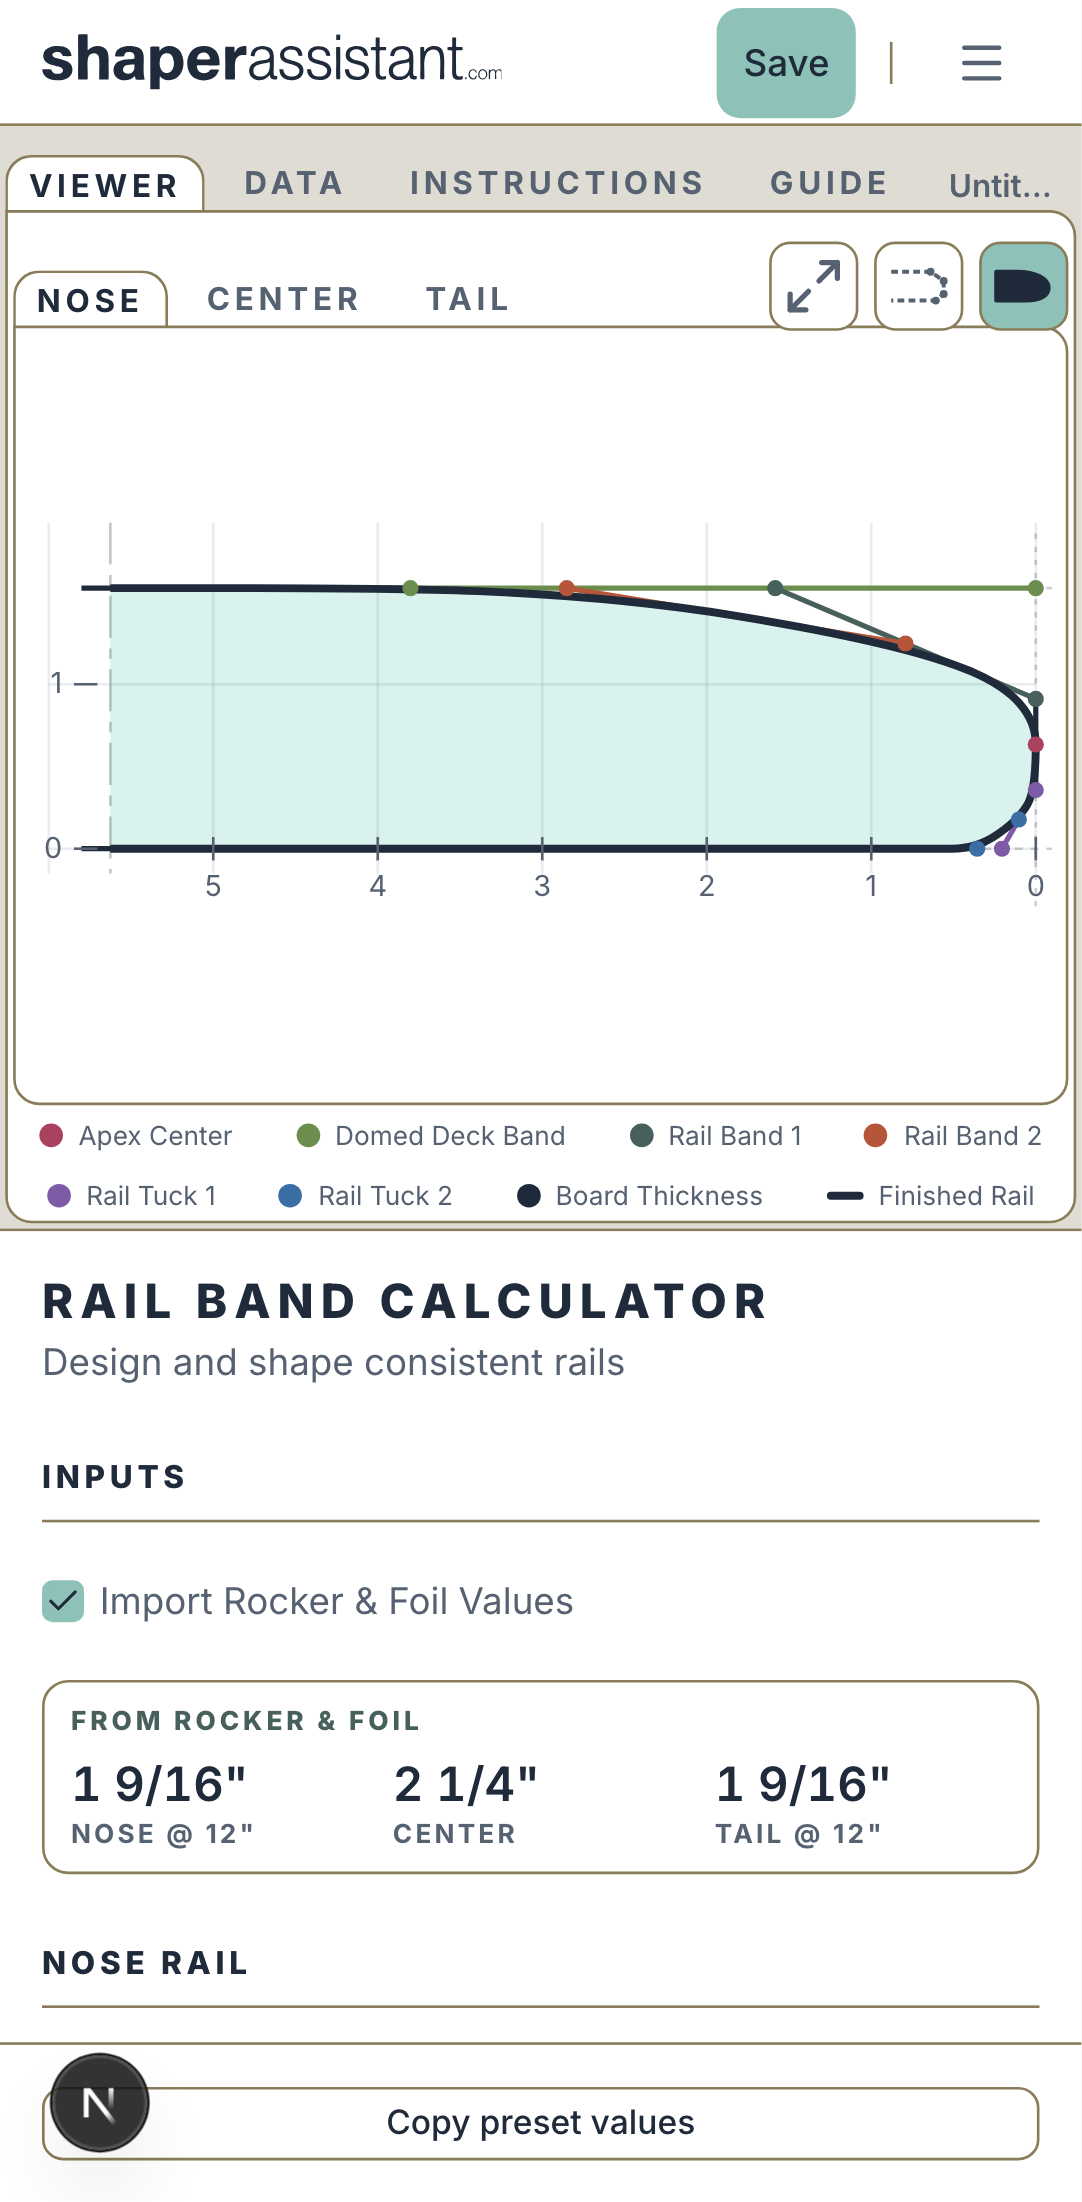 shaperassistant.com
Save
VIEWER DATA INSTRUCTIONS GUIDE Untit...
NOSE CENTER TAIL
1
0
5 4 3 2 1 0
Apex Center Domed Deck Band Rail Band 1 Rail Band 2
Rail Tuck 1 Rail Tuck 2 Board Thickness Finished Rail
RAIL BAND CALCULATOR
Design and shape consistent rails
INPUTS
Import Rocker & Foil Values
FROM ROCKER & FOIL
1 9/16" 2 1/4" 1 9/16"
NOSE @ 12" CENTER TAIL @ 12"
NOSE RAIL
N
Copy preset values